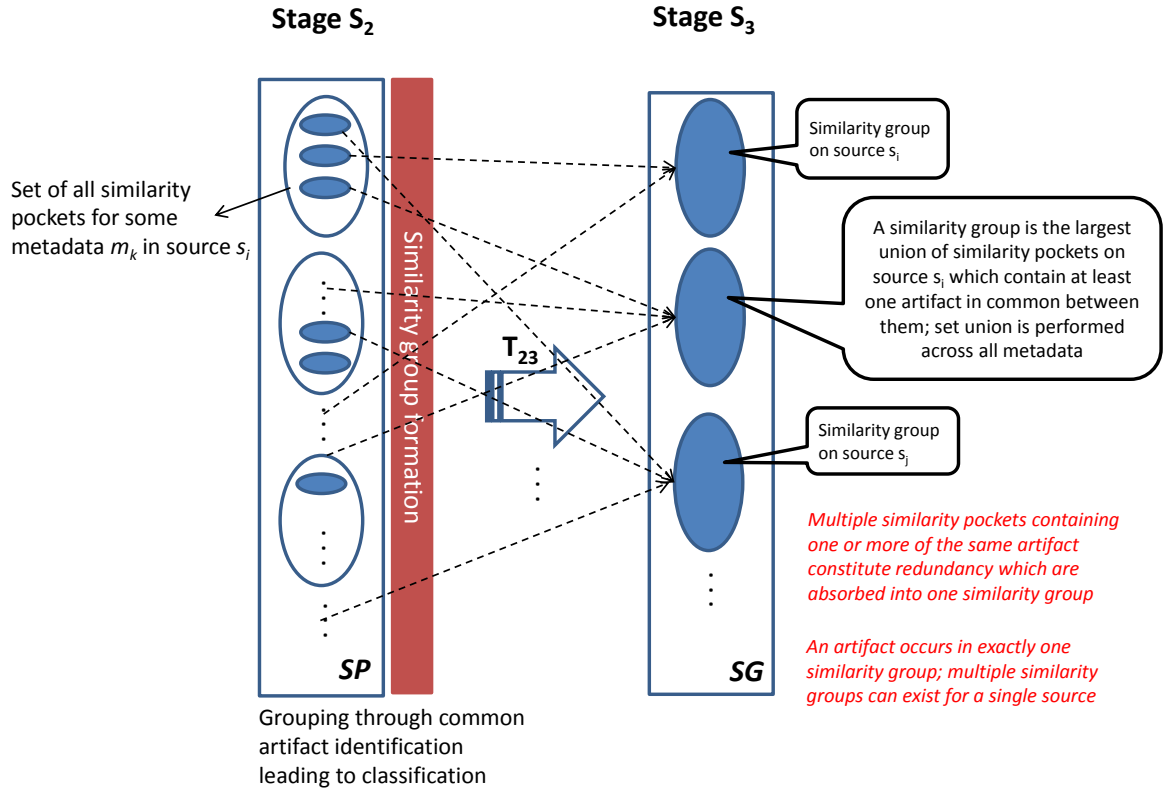 Stage S2
Stage S3
Set of all similarity
pockets for some
metadata mk in source si
Similarity group formation
T23
Similarity group
on source si
A similarity group is the largest
union of similarity pockets on
source si which contain at least
one artifact in common between
them; set union is performed
across all metadata
Similarity group
on source sj
Multiple similarity pockets containing
one or more of the same artifact
constitute redundancy which are
absorbed into one similarity group
An artifact occurs in exactly one
similarity group; multiple similarity
groups can exist for a single source
SP
SG
Grouping through common
artifact identification
leading to classification